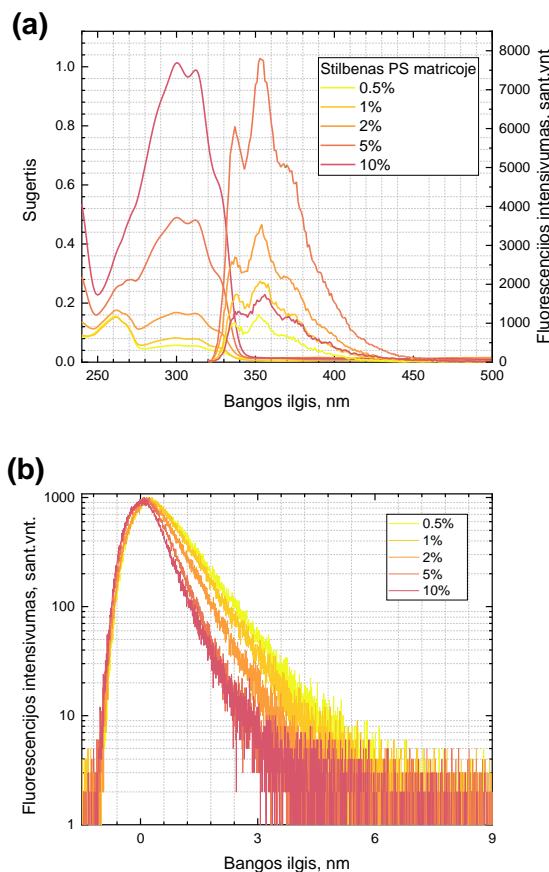 (a)
Stilbenas PS matricoje
0.5%
1%
2%
5%
10%
1.0
0.8
0.6
0.4
0.2
0.0
8000
7000
6000
5000
4000
3000
2000
1000
0
Sugertis
Fluorescencijos intensivumas, sant.vnt
250 300 350 400 450 500
Bangos ilgis, nm
(b)
1000
100
10
1
0.5%
1%
2%
5%
10%
Fluorescencijos intensivumas, sant.vnt.
0 3 6 9
Bangos ilgis, nm